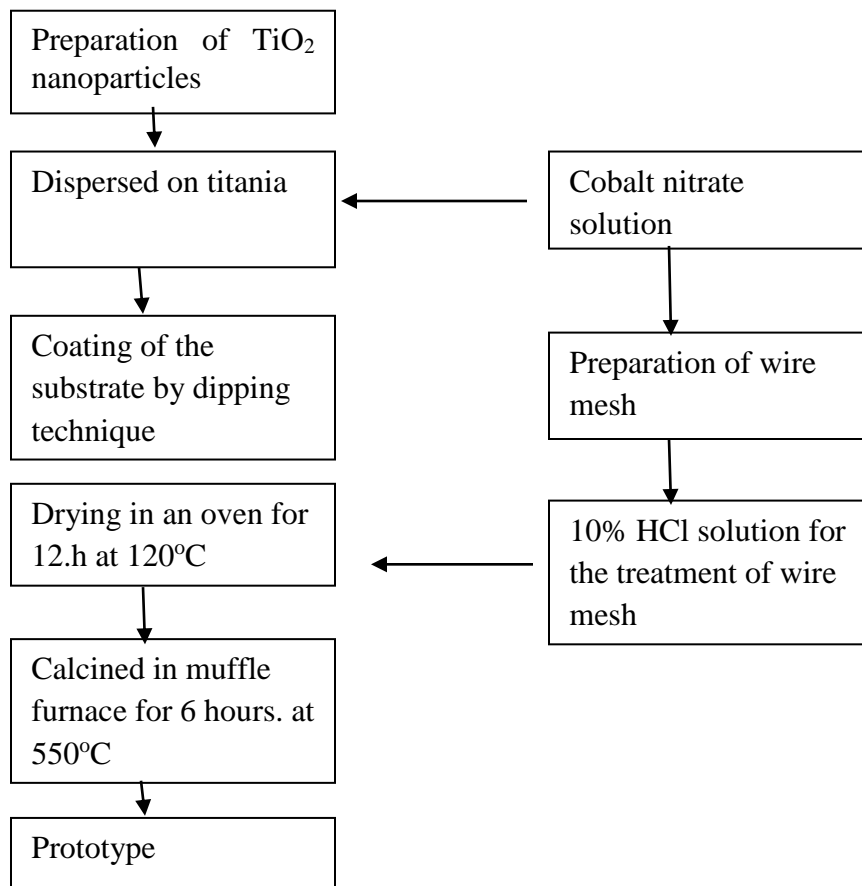 Preparation of TiO₂
nanoparticles
Dispersed on titania
Cobalt nitrate
solution
Coating of the
substrate by dipping
technique
Preparation of wire
mesh
Drying in an oven for
12.h at 120ºC
10% HCl solution for
the treatment of wire
mesh
Calcined in muffle
furnace for 6 hours. at
550ºC
Prototype